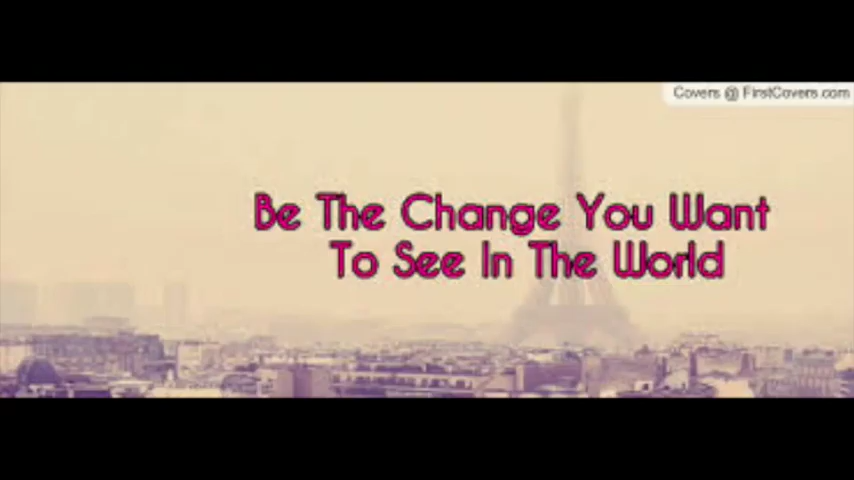 Covers @ FirstCovers.com
Be The Change You Want
To See In The World